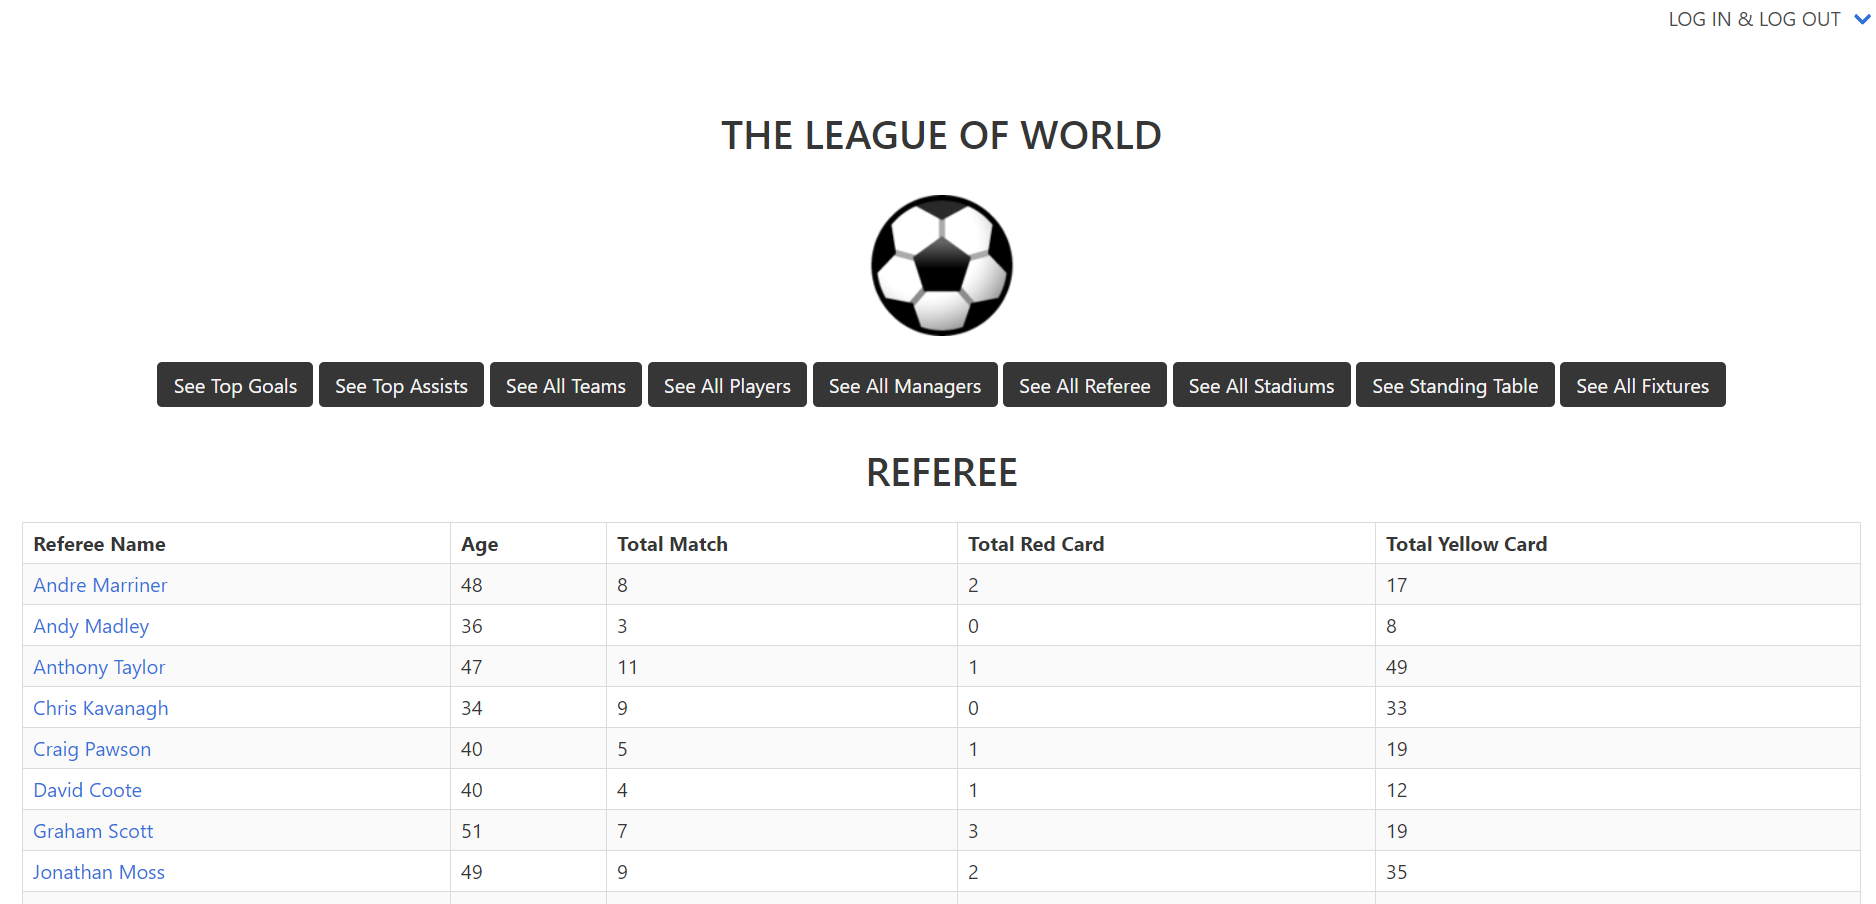 LOG IN & LOG OUT
THE LEAGUE OF WORLD
See Top Goals See Top Assists See All Teams See All Players See All Managers See All Referee See All Stadiums See Standing Table See All Fixtures
REFEREE
Referee Name Age Total Match Total Red Card Total Yellow Card
Andre Marriner 48 8 2 17
Andy Madley 36 3 0 8
Anthony Taylor 47 11 1 49
Chris Kavanagh 34 9 0 33
Craig Pawson 40 5 1 19
David Coote 40 4 1 12
Graham Scott 51 7 3 19
Jonathan Moss 49 9 2 35